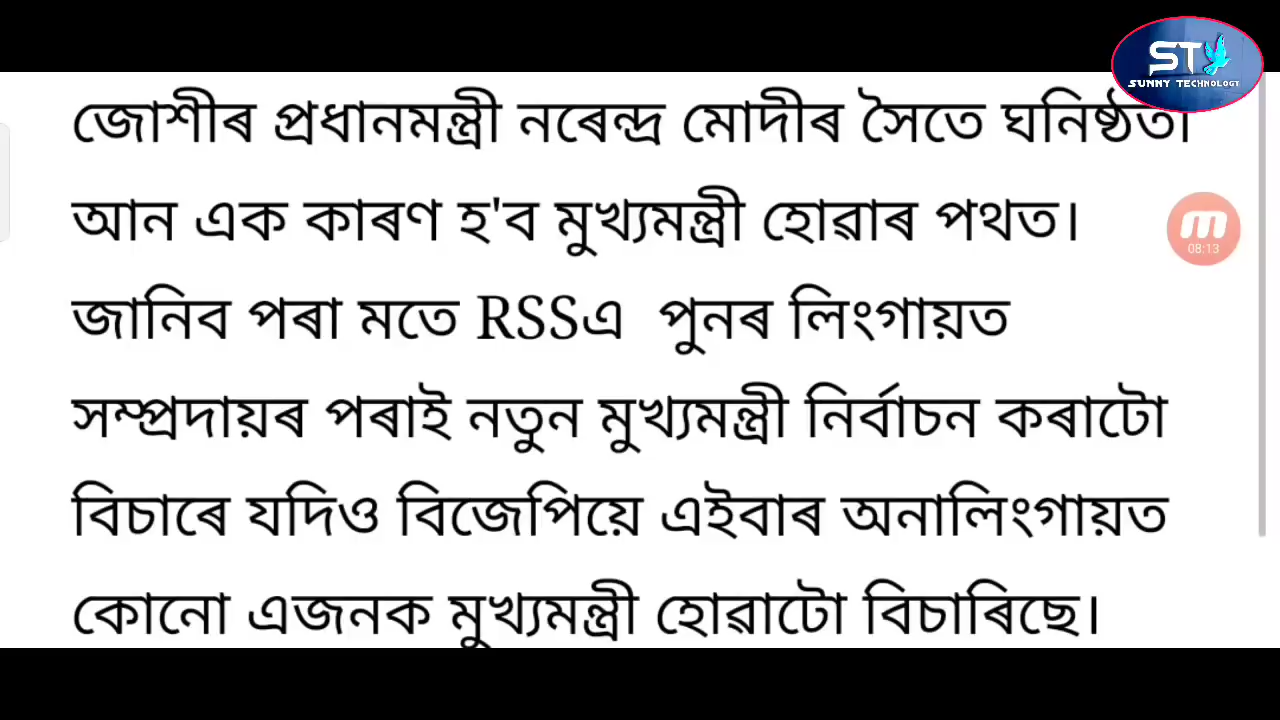 ST
SUNNY TECHNOLOGY
জোশীৰ প্ৰধানমন্ত্ৰী নৰেন্দ্ৰ মোদীৰ সৈতে ঘনিষ্ঠতা
আন এক কাৰণ হ'ব মুখ্যমন্ত্ৰী হোৱাৰ পথত।
08:13
জানিব পৰা মতে RSSএ পুনৰ লিংগায়ত
সম্প্ৰদায়ৰ পৰাই নতুন মুখ্যমন্ত্ৰী নিৰ্বাচন কৰাটো
বিচাৰে যদিও বিজেপিয়ে এইবাৰ অনালিংগায়ত
কোনো এজনক মুখ্যমন্ত্ৰী হোৱাটো বিচাৰিছে।